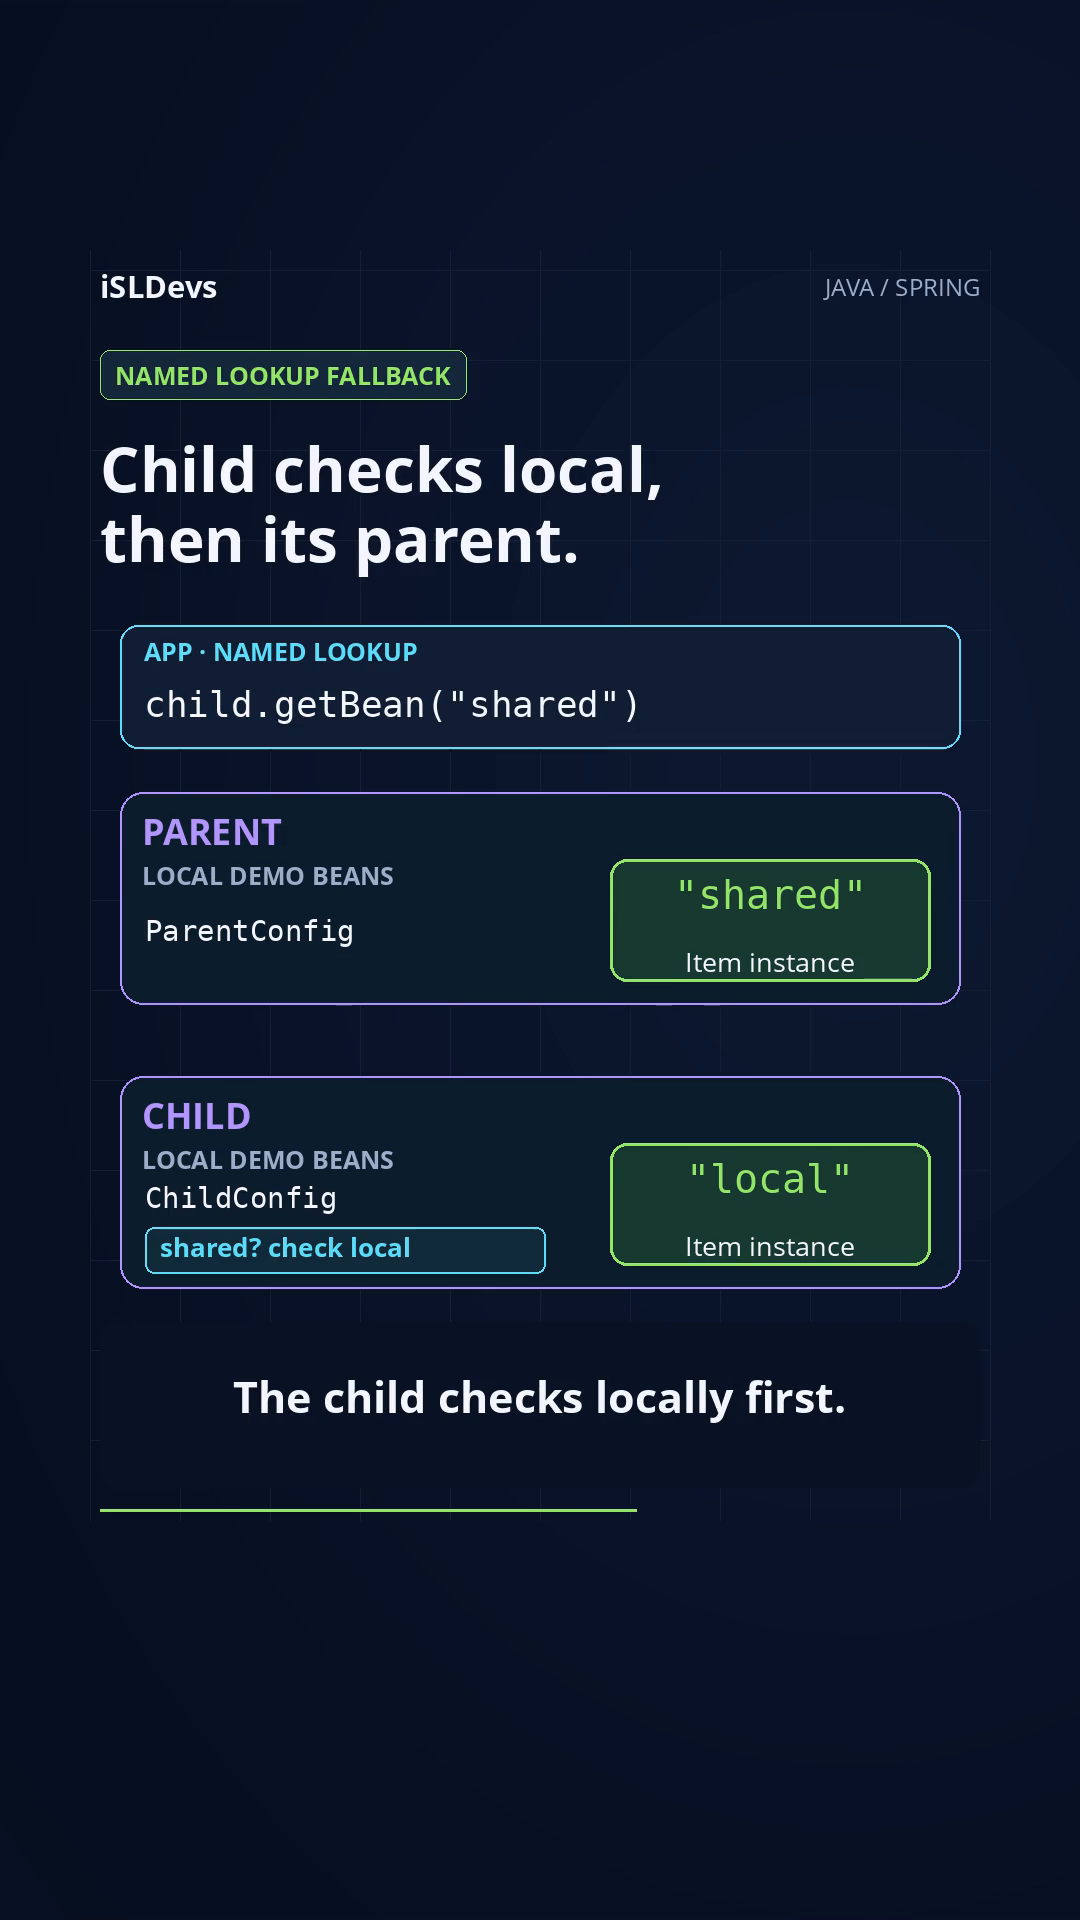 iSLDevs
JAVA / SPRING
NAMED LOOKUP FALLBACK
Child checks local,
then its parent.
APP · NAMED LOOKUP
child.getBean("shared")
PARENT
LOCAL DEMO BEANS
ParentConfig
"shared"
Item instance
CHILD
LOCAL DEMO BEANS
ChildConfig
shared? check local
"local"
Item instance
The child checks locally first.